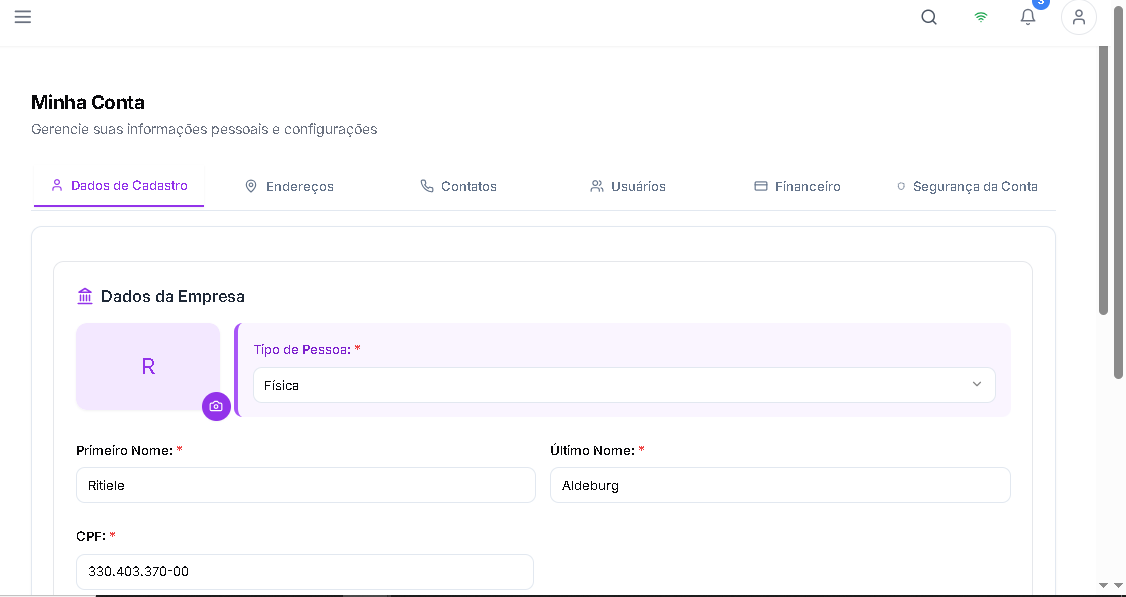 3
Minha Conta
Gerencie suas informações pessoais e configurações
Dados de Cadastro
Endereços
Contatos
Usuários
Financeiro
Segurança da Conta
Dados da Empresa
R
Tipo de Pessoa: *
Física
Primeiro Nome: *
Último Nome: *
Ritiele
Aldeburg
CPF: *
330.403.370-00